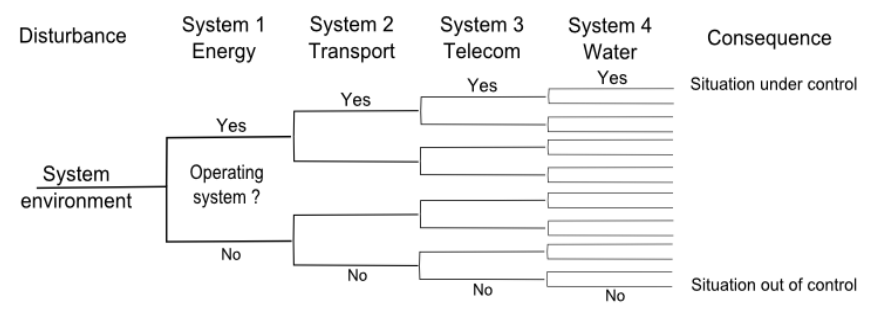 Disturbance
System 1
Energy
System 2
Transport
System 3
Telecom
System 4
Water
Consequence
Yes
Yes
Yes
Yes
Situation under control
System
environment
Operating
system ?
No
No
No
No
Situation out of control